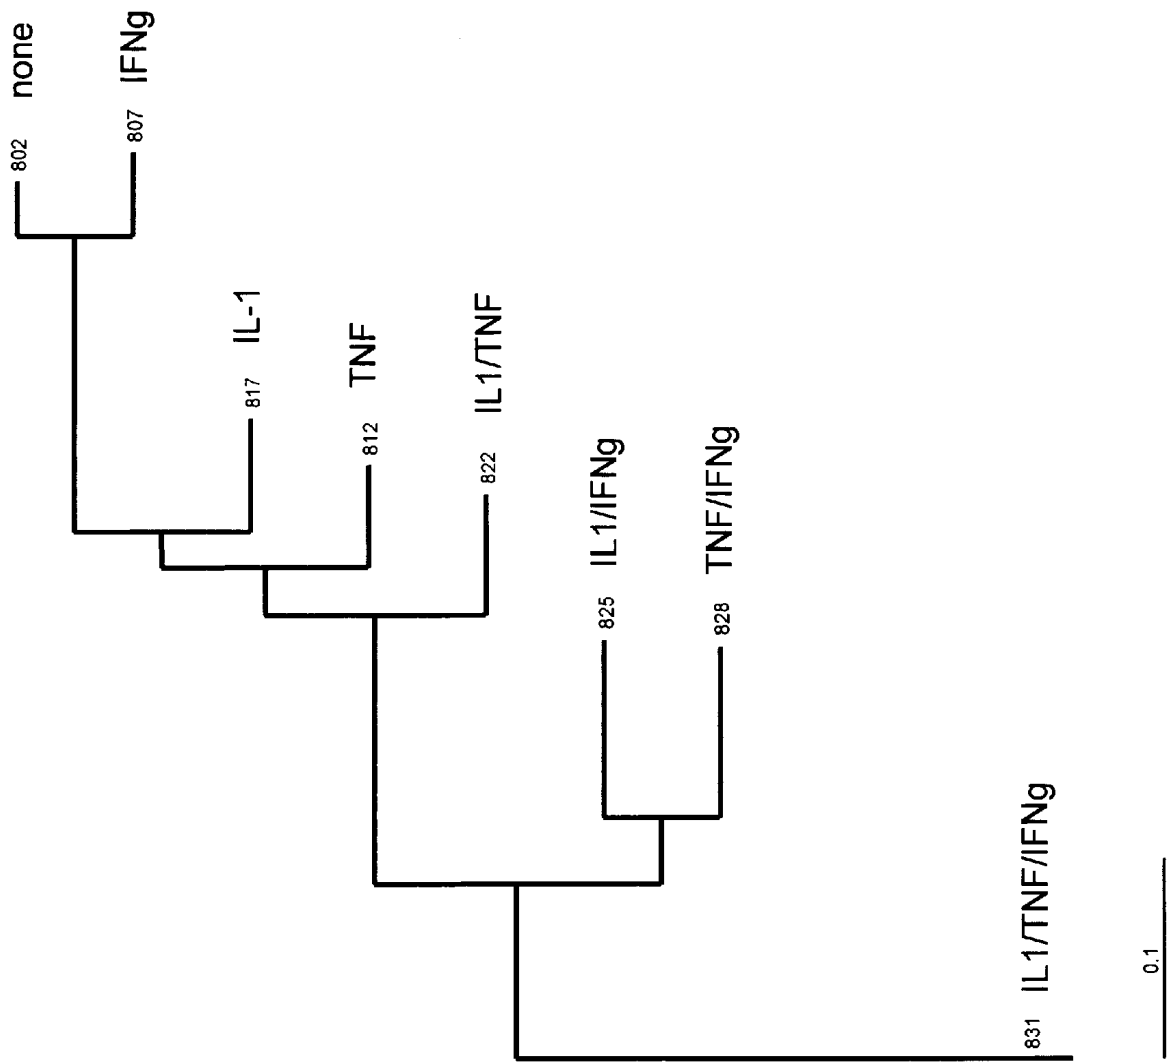 802 none
807 IFNg
817 IL-1
812 TNF
822 IL1/TNF
825 IL1/IFNg
828 TNF/IFNg
831 IL1/TNF/IFNg
0.1